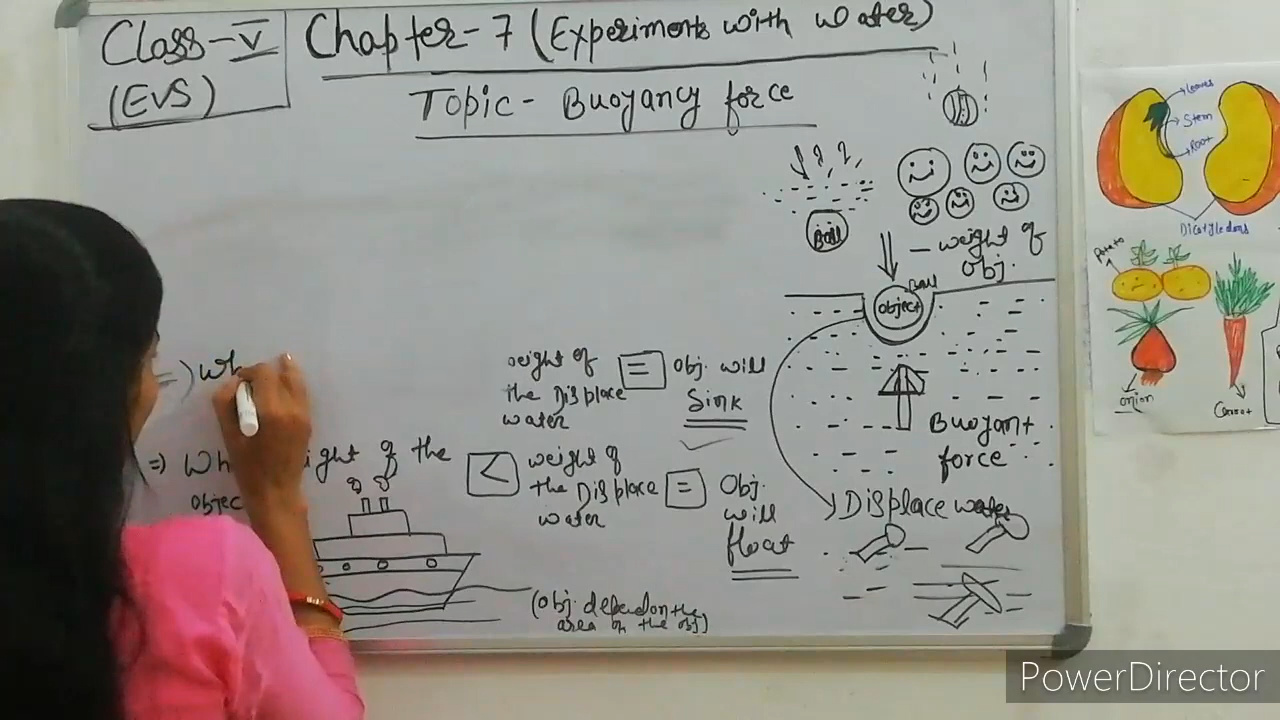 Class-V
(EVS)
Chapter-7 (Experiments with water)
Topic- Buoyancy force
Ball
- weight of
Obj.
Ball
Object
=) Wh
weight of
the Displace
water
=
Obj. will
Sink
Buoyant
force
=) Wh ight of the
Objec
<
weight of
the Displace
water
=
Obj.
will
float
Displace water
(Obj. depend on the
area on the obj)
Leaves
Stem
Root
Dicotyledons
Potato
Onion
Carrot
PowerDirector